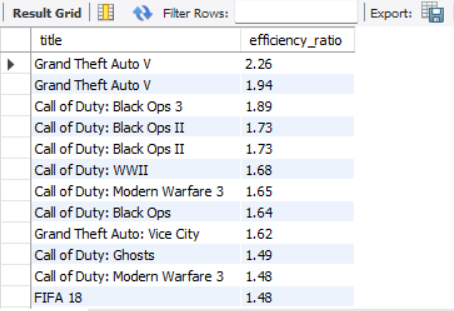 Result Grid Filter Rows: Export:
title efficiency_ratio
Grand Theft Auto V 2.26
Grand Theft Auto V 1.94
Call of Duty: Black Ops 3 1.89
Call of Duty: Black Ops II 1.73
Call of Duty: Black Ops II 1.73
Call of Duty: WWII 1.68
Call of Duty: Modern Warfare 3 1.65
Call of Duty: Black Ops 1.64
Grand Theft Auto: Vice City 1.62
Call of Duty: Ghosts 1.49
Call of Duty: Modern Warfare 3 1.48
FIFA 18 1.48